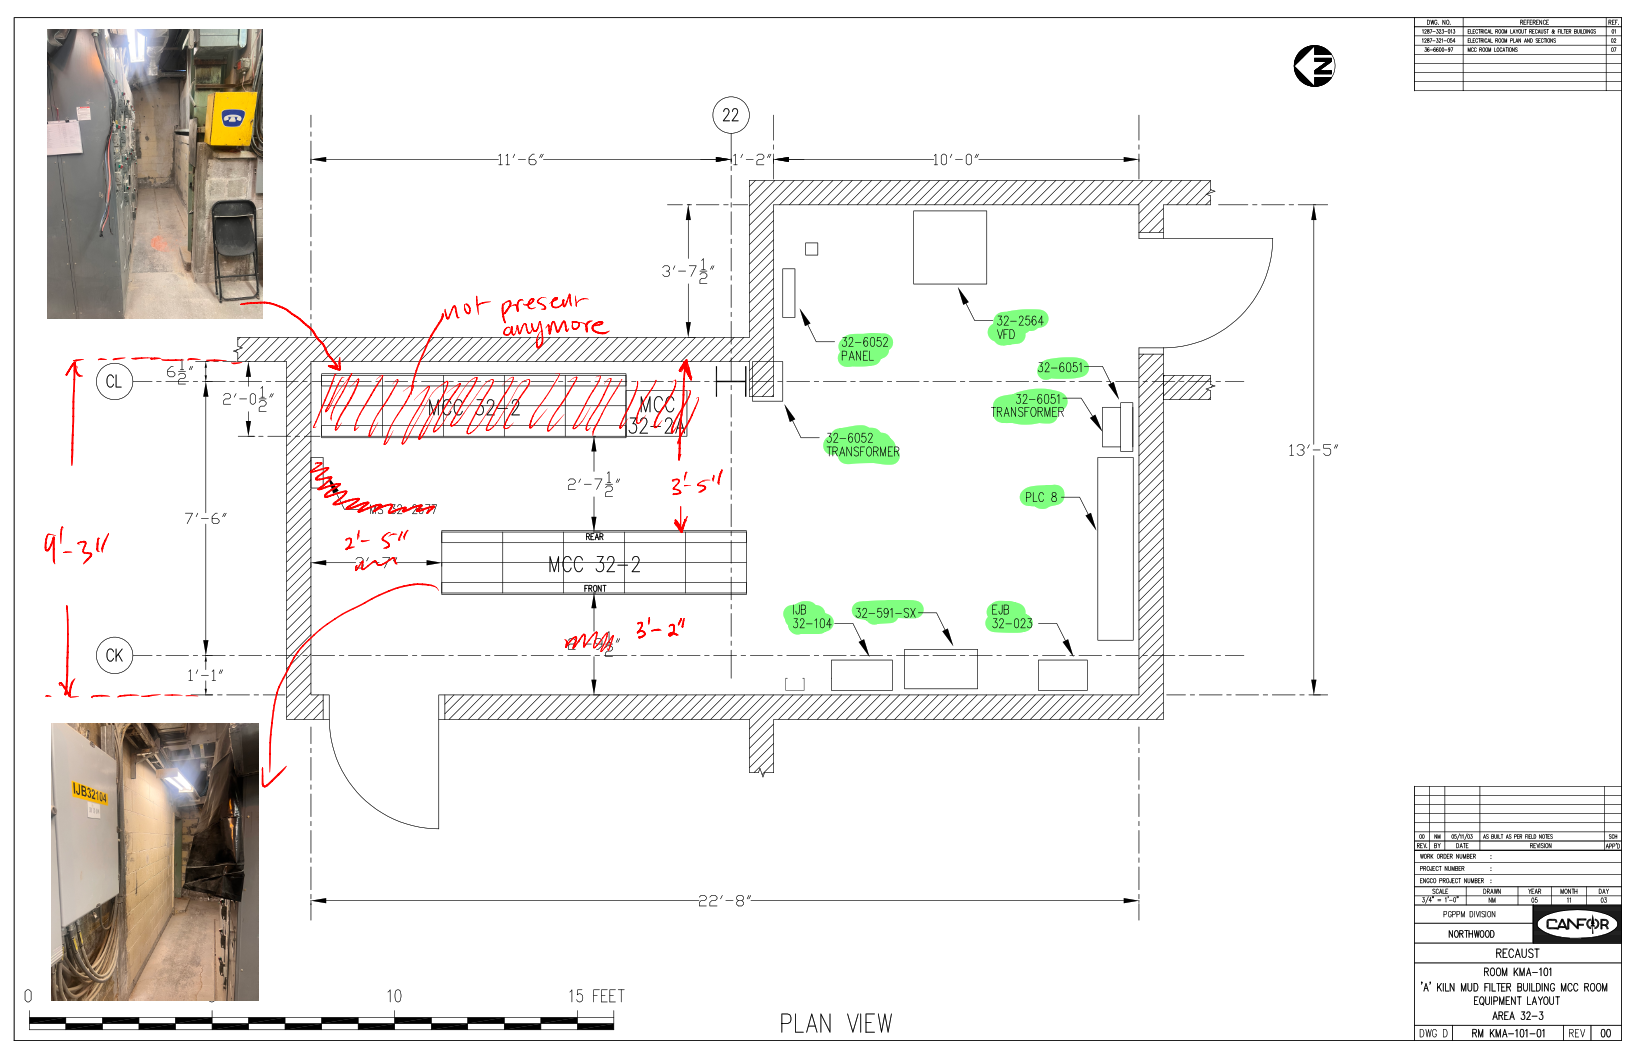 DWG. NO. REFERENCE REF.
1287-323-013 ELECTRICAL ROOM LAYOUT RECAUST & FILTER BUILDINGS 01
1287-321-054 ELECTRICAL ROOM PLAN AND SECTIONS 02
36-6600-97 MCC ROOM LOCATIONS 07
N
22
11'-6" 1'-2" 10'-0"
3'-7½"
not present
anymore
32-2564
VFD
32-6052
PANEL
32-6051
32-6051
TRANSFORMER
32-6052
TRANSFORMER
6½"
CL
2'-0½"
MCC 32-2
MCC
32-2A
13'-5"
2'-7½"
3'-5"
PLC 8
7'-6"
9'-3"
2'-5"
REAR
MCC 32-2
FRONT
IJB
32-104
32-591-SX
EJB
32-023
3'-2"
CK
1'-1"
IJB32104
22'-8"
0 10 15 FEET
PLAN VIEW
00 NM 05/11/03 AS BUILT AS PER FIELD NOTES SCH
REV. BY DATE REVISION APP'D
WORK ORDER NUMBER :
PROJECT NUMBER :
ENGCO PROJECT NUMBER :
SCALE DRAWN YEAR MONTH DAY
3/4" = 1'-0" NM 05 11 03
PGPPM DIVISION
NORTHWOOD
CANFOR
RECAUST
ROOM KMA-101
'A' KILN MUD FILTER BUILDING MCC ROOM
EQUIPMENT LAYOUT
AREA 32-3
DWG D RM KMA-101-01 REV 00